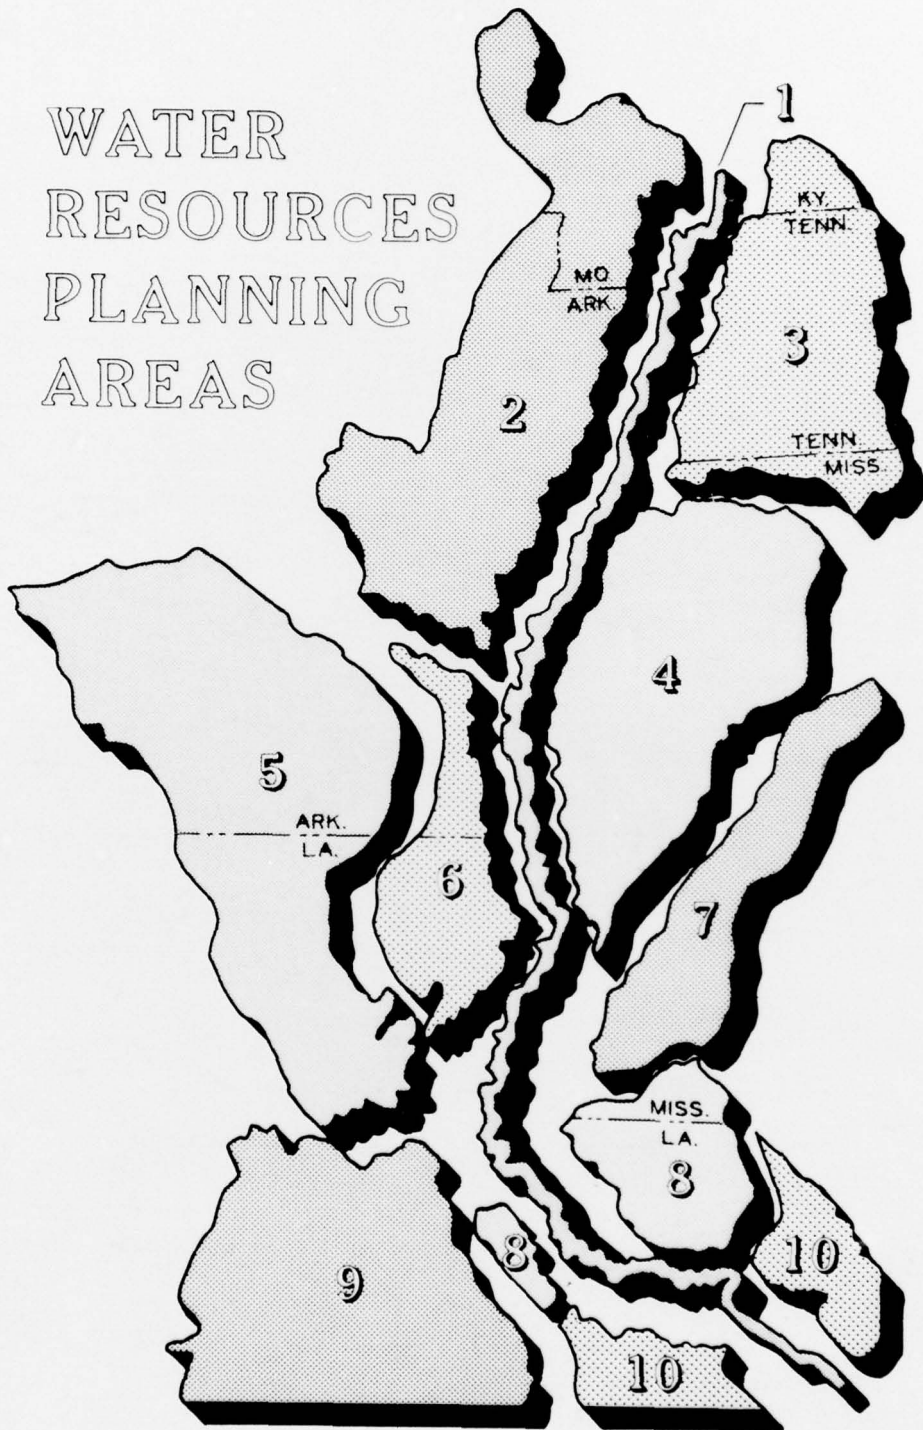 WATER
RESOURCES
PLANNING
AREAS
1
KY.
TENN.
MO
ARK.
3
2
TENN
MISS.
4
5
ARK.
LA.
6
7
MISS.
LA.
8
8
10
9
10